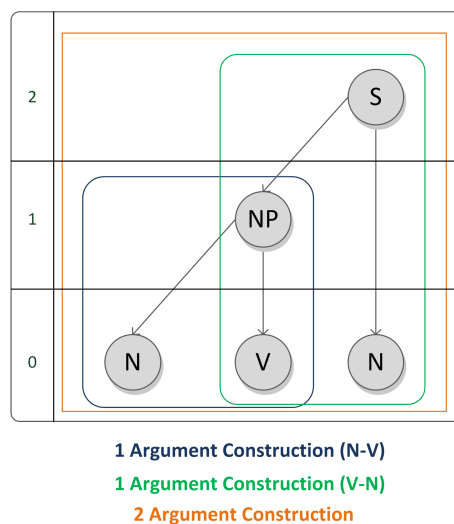 2
S
1
NP
0
N
V
N
1 Argument Construction (N-V)
1 Argument Construction (V-N)
2 Argument Construction